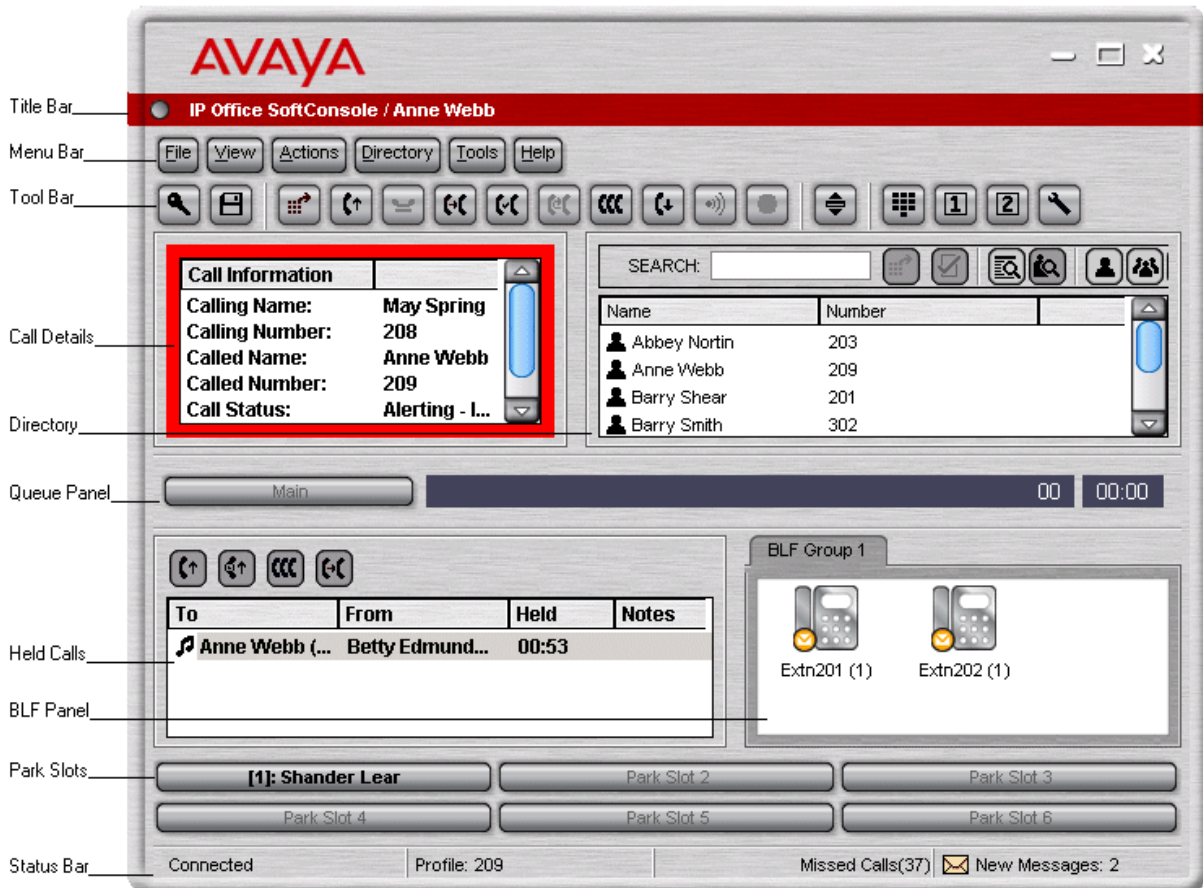 AVAYA
Title Bar
IP Office SoftConsole / Anne Webb
Menu Bar
File View Actions Directory Tools Help
Tool Bar
1 2
Call Details
Call Information
Calling Name: May Spring
Calling Number: 208
Called Name: Anne Webb
Called Number: 209
Call Status: Alerting - I...
Directory
SEARCH:
Name Number
Abbey Nortin 203
Anne Webb 209
Barry Shear 201
Barry Smith 302
Queue Panel
Main 00 00:00
Held Calls
To From Held Notes
Anne Webb (... Betty Edmund... 00:53
BLF Panel
BLF Group 1
Extn201 (1) Extn202 (1)
Park Slots
[1]: Shander Lear Park Slot 2 Park Slot 3
Park Slot 4 Park Slot 5 Park Slot 6
Status Bar
Connected Profile: 209 Missed Calls(37) New Messages: 2